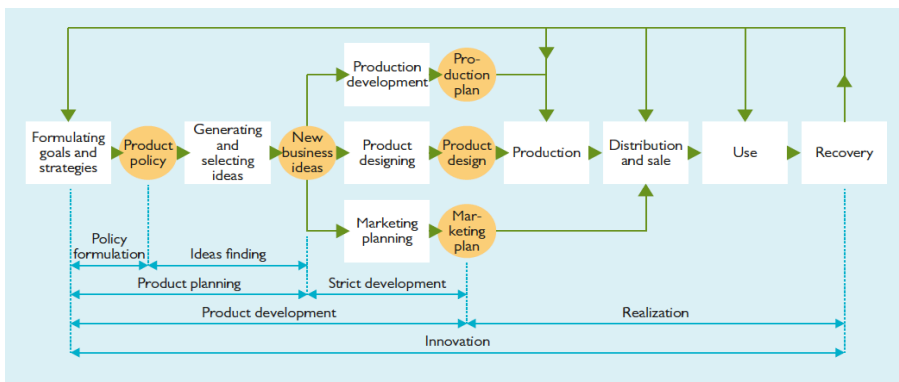 Production
development
Pro-
duction
plan
Formulating
goals and
strategies
Product
policy
Generating
and
selecting
ideas
New
business
ideas
Product
designing
Product
design
Production
Distribution
and sale
Use
Recovery
Marketing
planning
Mar-
keting
plan
Policy
formulation
Ideas finding
Product planning
Strict development
Product development
Realization
Innovation